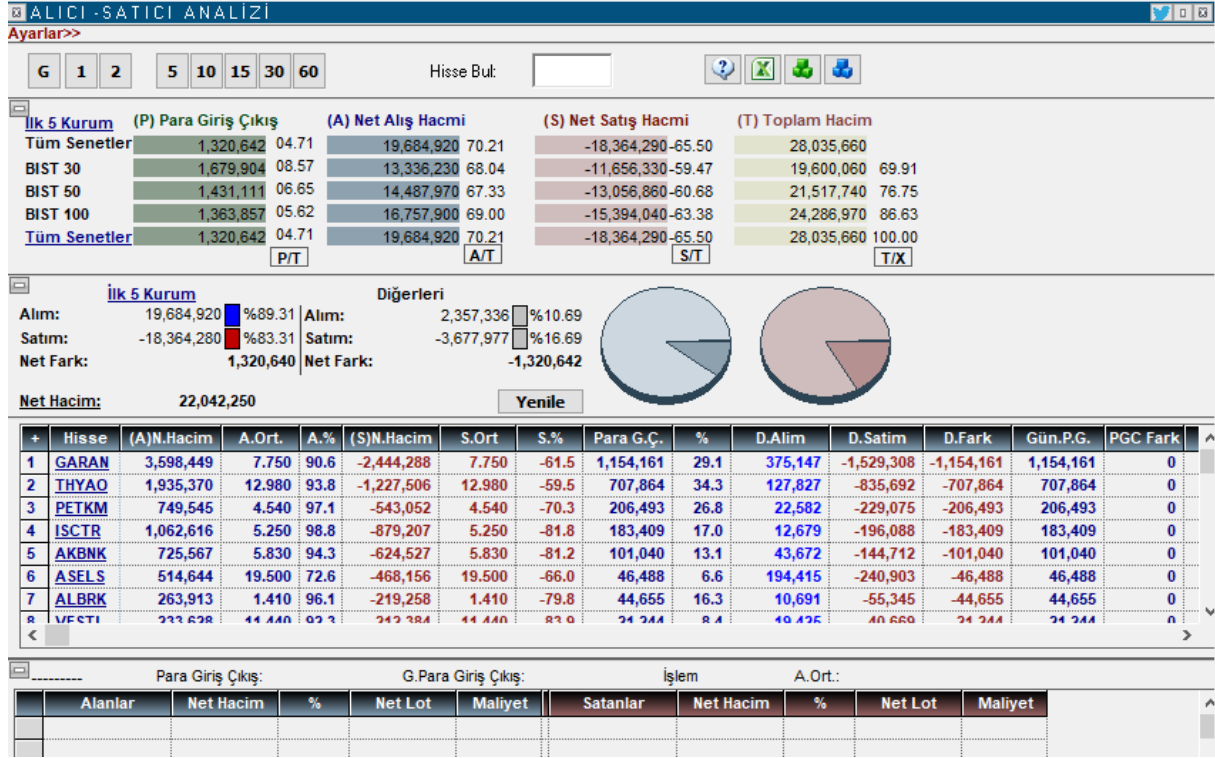 ALICI -SATICI ANALİZİ
Ayarlar>>
G 1 2 5 10 15 30 60 Hisse Bul:
İlk 5 Kurum (P) Para Giriş Çıkış (A) Net Alış Hacmi (S) Net Satış Hacmi (T) Toplam Hacim
Tüm Senetler 1,320,642 04.71 19,684,920 70.21 -18,364,290 -65.50 28,035,660
BIST 30 1,679,904 08.57 13,336,230 68.04 -11,656,330 -59.47 19,600,060 69.91
BIST 50 1,431,111 06.65 14,487,970 67.33 -13,056,860 -60.68 21,517,740 76.75
BIST 100 1,363,857 05.62 16,757,900 69.00 -15,394,040 -63.38 24,286,970 86.63
Tüm Senetler 1,320,642 04.71 19,684,920 70.21 -18,364,290 -65.50 28,035,660 100.00
P/T A/T S/T T/X
İlk 5 Kurum Diğerleri
Alım: 19,684,920 %89.31 Alım: 2,357,336 %10.69
Satım: -18,364,280 %83.31 Satım: -3,677,977 %16.69
Net Fark: 1,320,640 Net Fark: -1,320,642
Net Hacim: 22,042,250 Yenile
+ Hisse (A)N.Hacim A.Ort. A.% (S)N.Hacim S.Ort S.% Para G.Ç. % D.Alim D.Satim D.Fark Gün.P.G. PGC Fark
1 GARAN 3,598,449 7.750 90.6 -2,444,288 7.750 -61.5 1,154,161 29.1 375,147 -1,529,308 -1,154,161 1,154,161 0
2 THYAO 1,935,370 12.980 93.8 -1,227,506 12.980 -59.5 707,864 34.3 127,827 -835,692 -707,864 707,864 0
3 PETKM 749,545 4.540 97.1 -543,052 4.540 -70.3 206,493 26.8 22,582 -229,075 -206,493 206,493 0
4 ISCTR 1,062,616 5.250 98.8 -879,207 5.250 -81.8 183,409 17.0 12,679 -196,088 -183,409 183,409 0
5 AKBNK 725,567 5.830 94.3 -624,527 5.830 -81.2 101,040 13.1 43,672 -144,712 -101,040 101,040 0
6 ASELS 514,644 19.500 72.6 -468,156 19.500 -66.0 46,488 6.6 194,415 -240,903 -46,488 46,488 0
7 ALBRK 263,913 1.410 96.1 -219,258 1.410 -79.8 44,655 16.3 10,691 -55,345 -44,655 44,655 0
8 VESTL 11.440 11.440
--------- Para Giriş Çıkış: G.Para Giriş Çıkış: İşlem A.Ort.:
Alanlar Net Hacim % Net Lot Maliyet Satanlar Net Hacim % Net Lot Maliyet